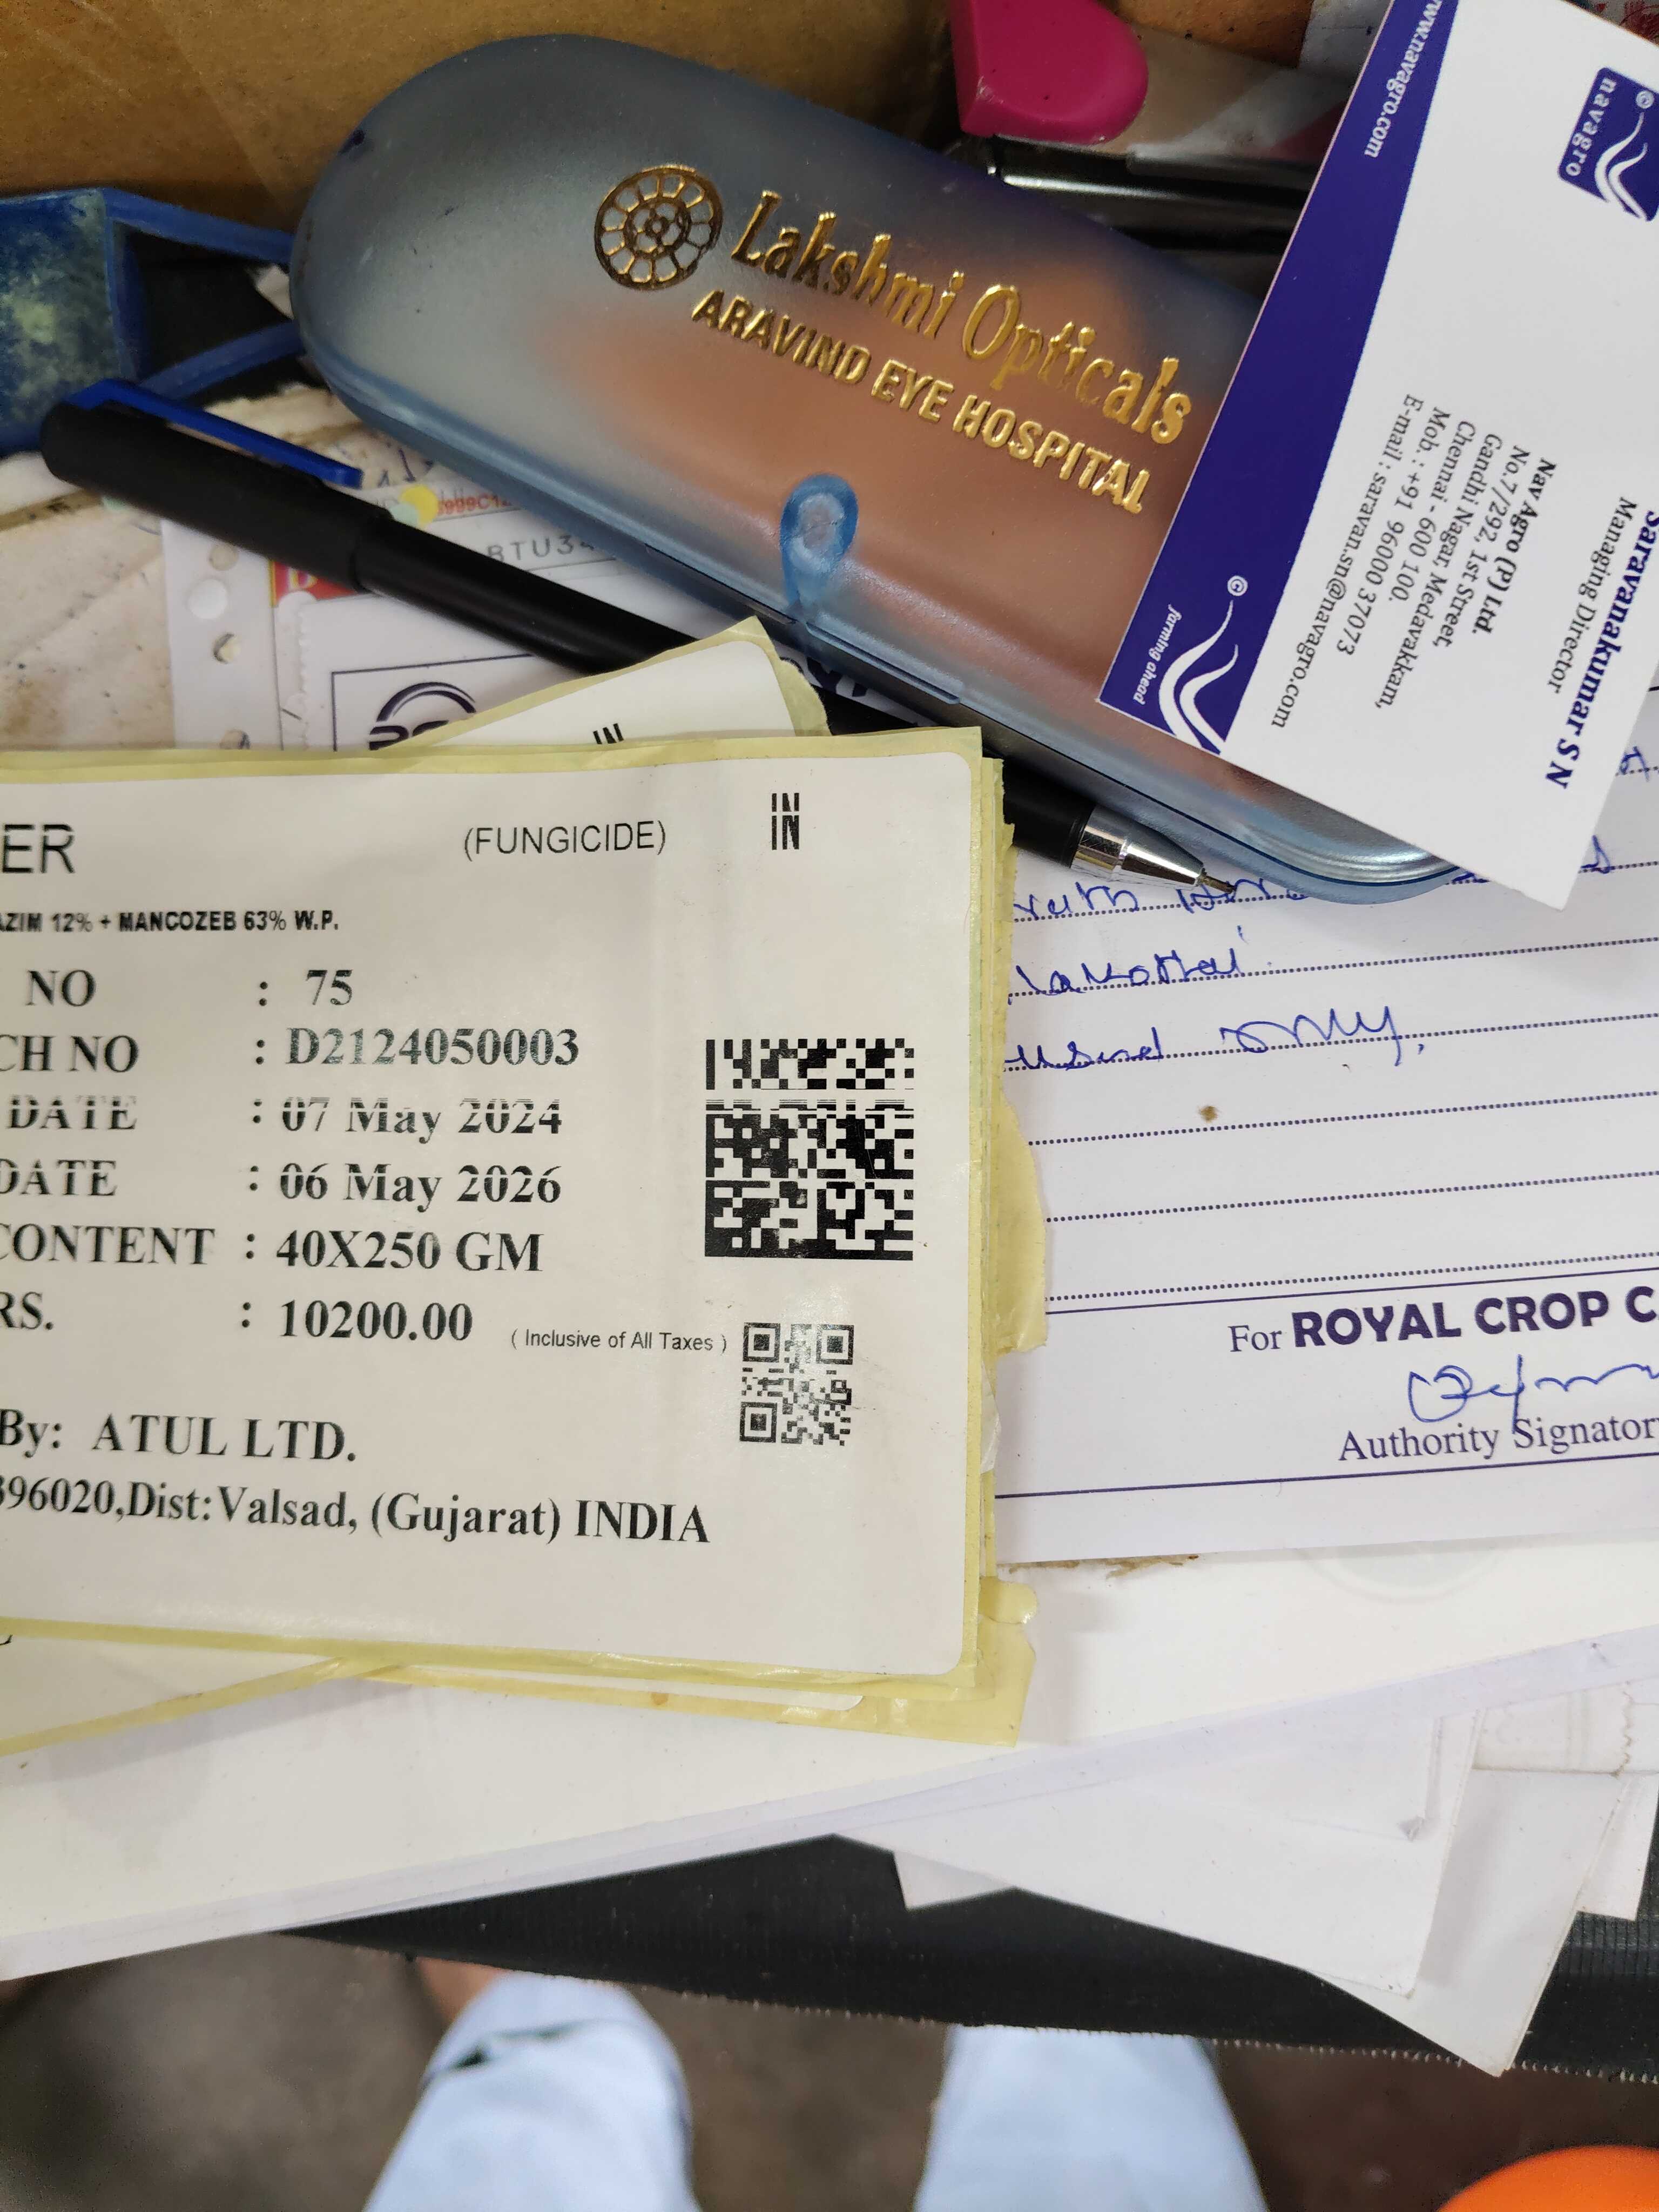 Lakshmi Opticals
ARAVIND EYE HOSPITAL
www.navagro.com
navagro
Saravanakumar S N
Managing Director
Nav Agro (P) Ltd.
No.7/292, 1st Street,
Gandhi Nagar, Medavakkam,
Chennai - 600 100.
Mob. : +91 96000 37073
E-mail : saravan.sn@navagro.com
farming ahead
BTU34
IN
ER (FUNGICIDE) IN
AZIM 12% + MANCOZEB 63% W.P.
NO : 75
CH NO : D2124050003
DATE : 07 May 2024
DATE : 06 May 2026
CONTENT : 40X250 GM
RS. : 10200.00 ( Inclusive of All Taxes )
By: ATUL LTD.
396020,Dist:Valsad, (Gujarat) INDIA
only.
For ROYAL CROP C
Authority Signator